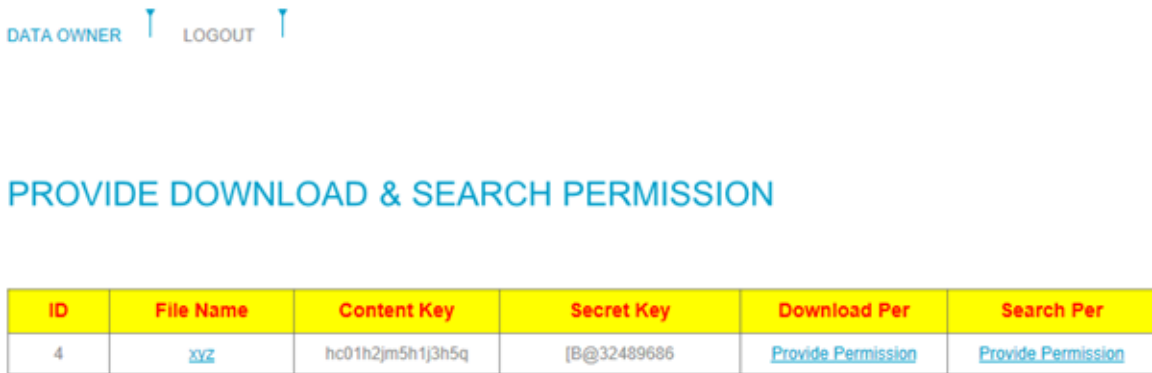 DATA OWNER LOGOUT
PROVIDE DOWNLOAD & SEARCH PERMISSION
ID File Name Content Key Secret Key Download Per Search Per
4 xyz hc01h2jm5h1j3h5q [B@32489686 Provide Permission Provide Permission